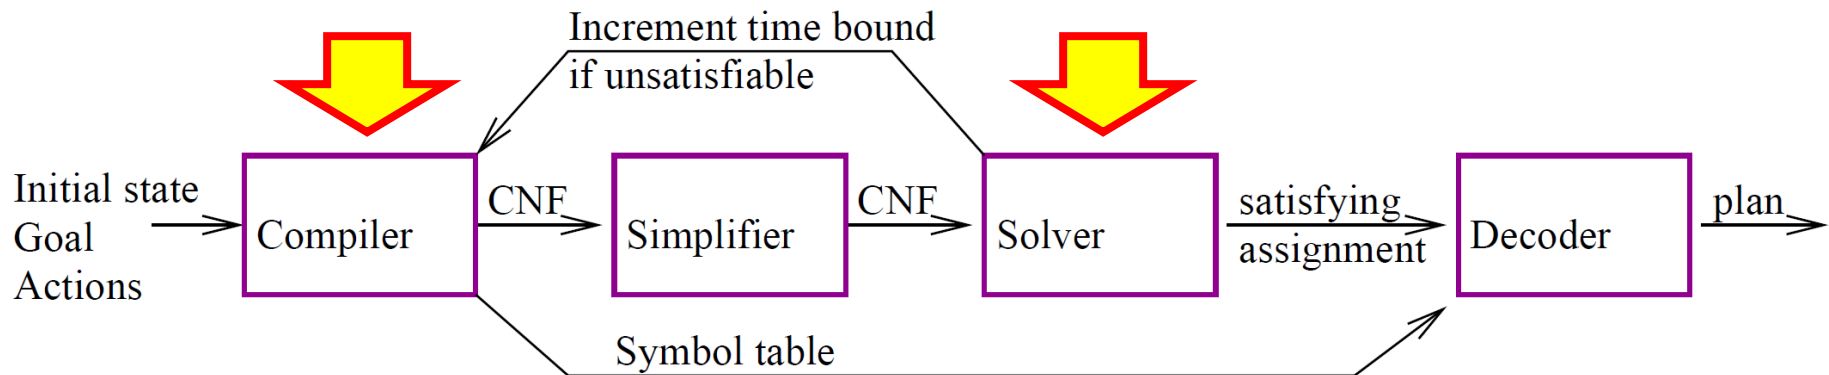 Increment time bound
if unsatisfiable
Initial state
Goal
Actions
Compiler
CNF
Simplifier
CNF
Solver
satisfying
assignment
Decoder
plan
Symbol table